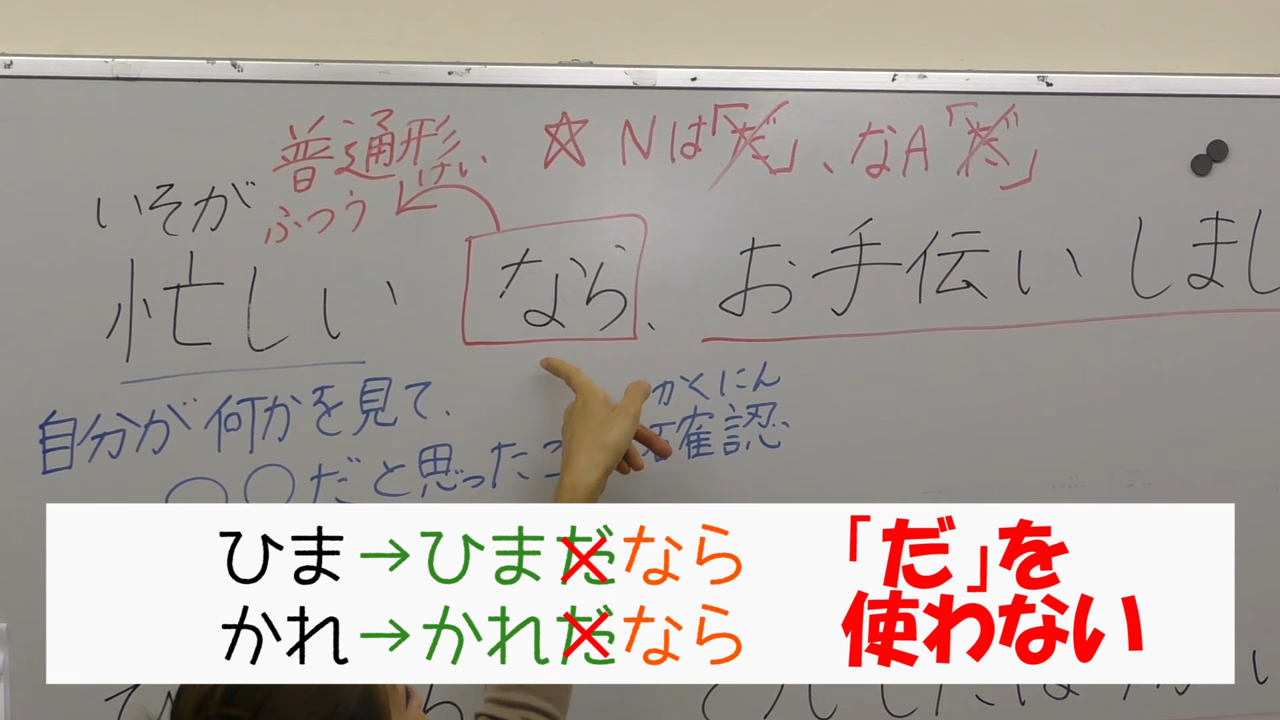 普通形 ☆Nは「だ」、なA「だ」
いそが ふつう けい
忙しい なら、お手伝いしまし
自分が何かを見て、
かくにん
〇〇だと思ったこ 確認
ひま→ひまだなら
かれ→かれだなら
「だ」を
使わない